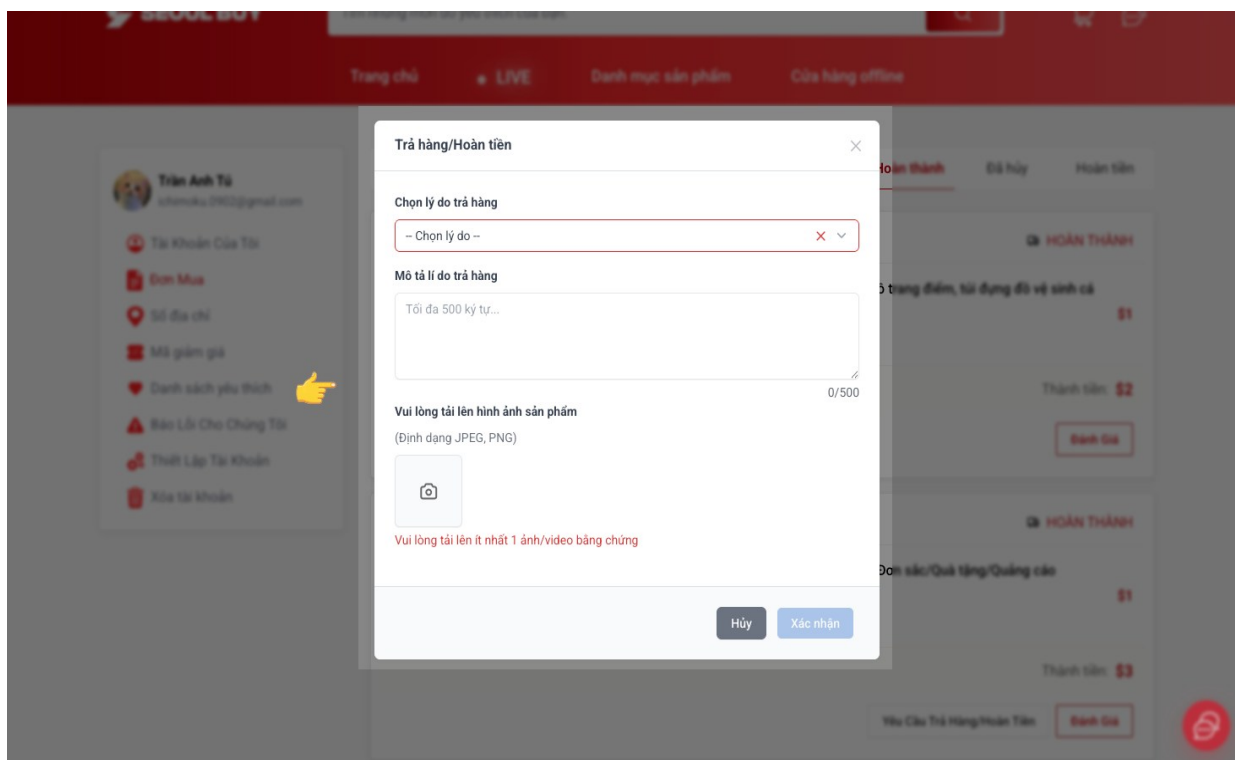 SEOUL BUY
Trang chủ
LIVE
Danh mục sản phẩm
Cửa hàng offline
Trần Anh Tú
Tài Khoản Của Tôi
Đơn Mua
Sổ địa chỉ
Mã giảm giá
Danh sách yêu thích
Báo Lỗi Cho Chúng Tôi
Thiết Lập Tài Khoản
Xóa tài khoản
Hoàn thành
Đã hủy
Hoàn tiền
Trả hàng/Hoàn tiền
Chọn lý do trả hàng
-- Chọn lý do --
Mô tả lí do trả hàng
Tối đa 500 ký tự...
0/500
Vui lòng tải lên hình ảnh sản phẩm
(Định dạng JPEG, PNG)
Vui lòng tải lên ít nhất 1 ảnh/video bằng chứng
Hủy
Xác nhận
HOÀN THÀNH
trang điểm, túi đựng đồ vệ sinh cá
$1
Thành tiền: $2
Đánh Giá
HOÀN THÀNH
Đơn sắc/Quà tặng/Quảng cáo
$1
Thành tiền: $3
Yêu Cầu Trả Hàng/Hoàn Tiền
Đánh Giá